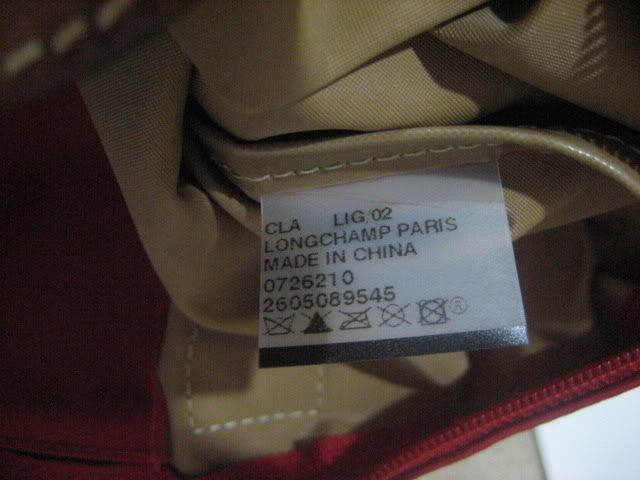 CLA LIG,02
LONGCHAMP PARIS
MADE IN CHINA
0726210
2605089545
®